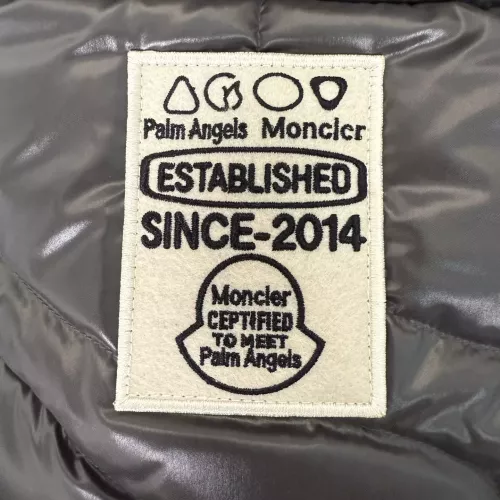 Palm Angels Moncler
ESTABLISHED
SINCE-2014
Moncler
CEPTIFIED
TO MEET
Palm Angels